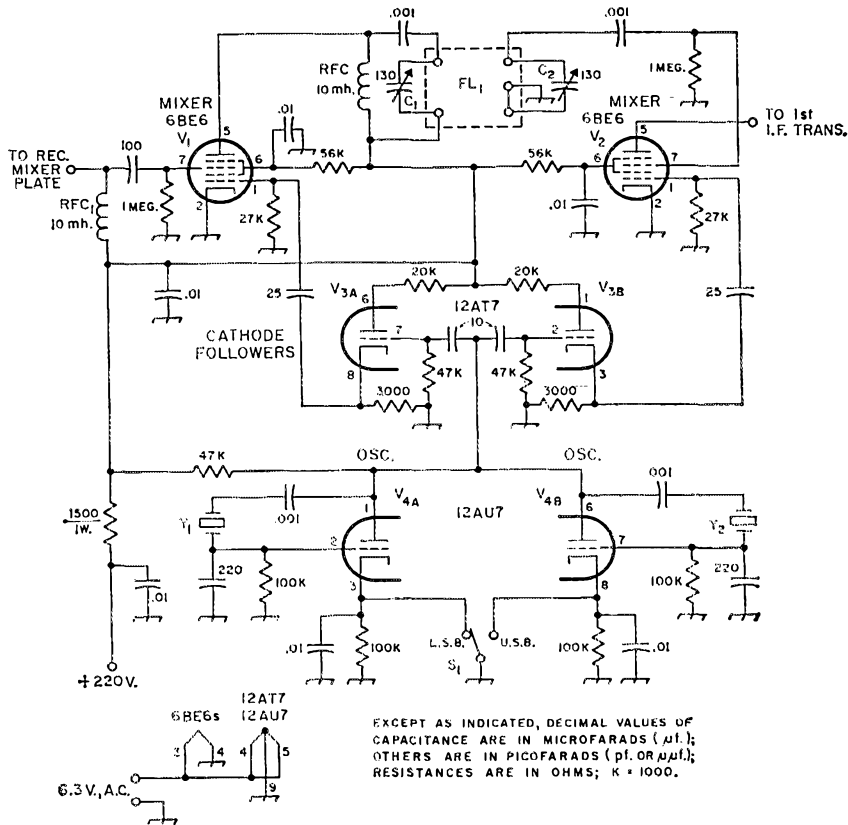 .001
.001
RFC
10 mh.
130
C1
FL1
C2
130
1 MEG.
MIXER
6BE6
V1
.01
MIXER
6BE6
V2
TO 1st
I.F. TRANS.
5
5
TO REC.
MIXER
PLATE
100
7
6
1
2
56K
56K
6
7
1
2
RFC1
10 mh.
1 MEG.
27K
.01
27K
.01
20K
20K
25
V3A
6
12AT7
10
V3B
1
25
CATHODE
FOLLOWERS
7
2
8
47K
47K
3
3000
3000
47K
OSC.
OSC.
1500
1W.
Y1
.001
1
V4A
12AU7
V4B
6
.001
Y2
2
7
220
100K
3
8
100K
220
.01
.01
100K
L.S.B.
S1
U.S.B.
100K
.01
+220V.
6BE6s
12AT7
12AU7
3
4
4
5
9
6.3 V., A.C.
EXCEPT AS INDICATED, DECIMAL VALUES OF
CAPACITANCE ARE IN MICROFARADS (µf.);
OTHERS ARE IN PICOFARADS (pf. OR µµf.);
RESISTANCES ARE IN OHMS; K = 1000.